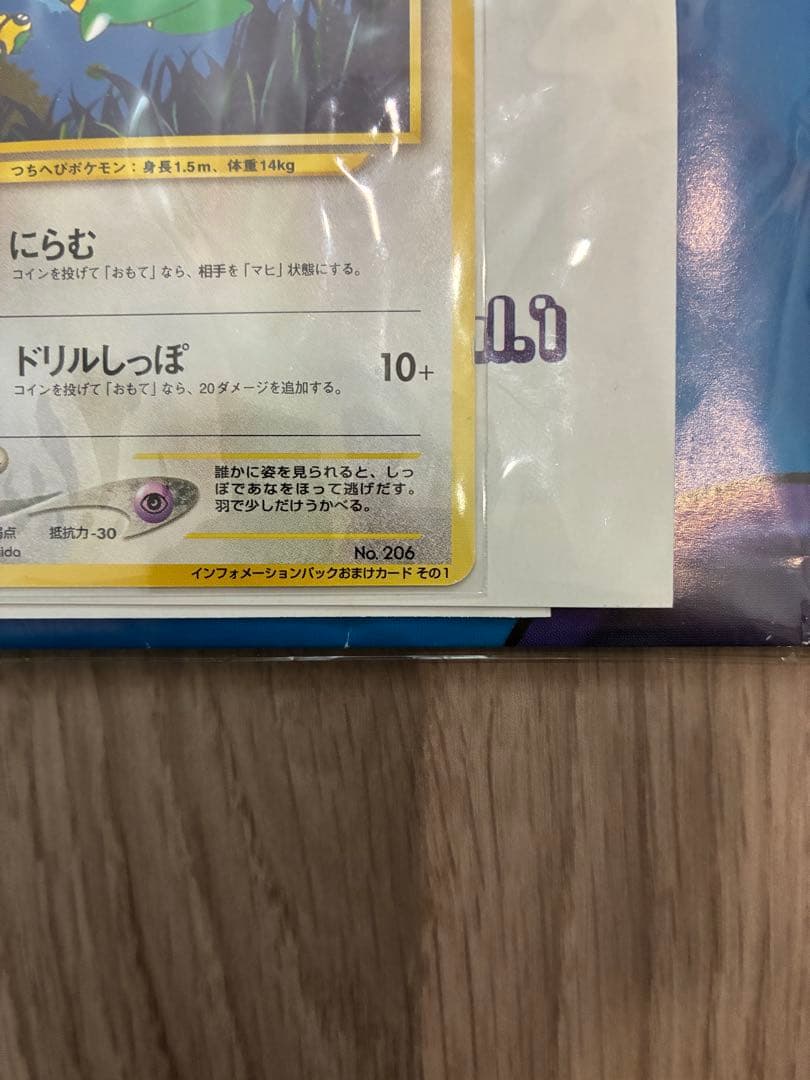 つちへびポケモン：身長1.5m、体重14kg
にらむ
コインを投げて「おもて」なら、相手を「マヒ」状態にする。
ドリルしっぽ
10+
コインを投げて「おもて」なら、20ダメージを追加する。
誰かに姿を見られると、しっ
ぽであなをほって逃げだす。
羽で少しだけうかべる。
弱点 抵抗力-30
No. 206
インフォメーションパックおまけカード その1